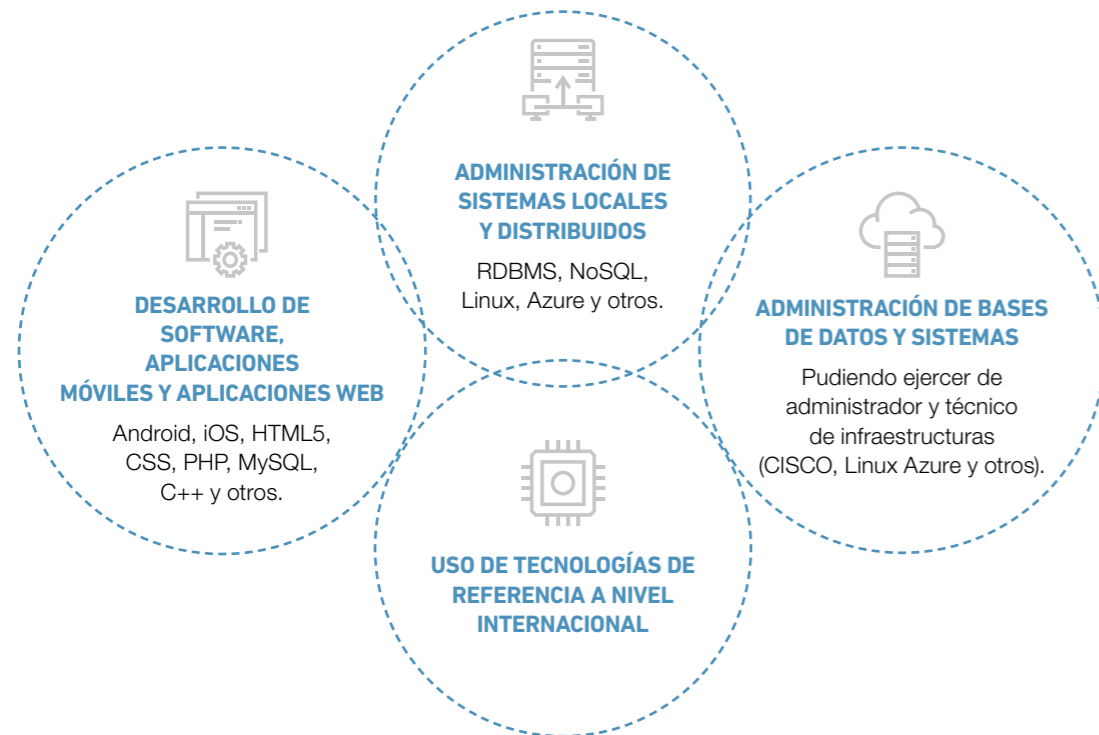 ADMINISTRACIÓN DE
SISTEMAS LOCALES
Y DISTRIBUIDOS
RDBMS, NoSQL,
Linux, Azure y otros.
DESARROLLO DE
SOFTWARE,
APLICACIONES
MÓVILES Y APLICACIONES WEB
Android, iOS, HTML5,
CSS, PHP, MySQL,
C++ y otros.
ADMINISTRACIÓN DE BASES
DE DATOS Y SISTEMAS
Pudiendo ejercer de
administrador y técnico
de infraestructuras
(CISCO, Linux Azure y otros).
USO DE TECNOLOGÍAS DE
REFERENCIA A NIVEL
INTERNACIONAL